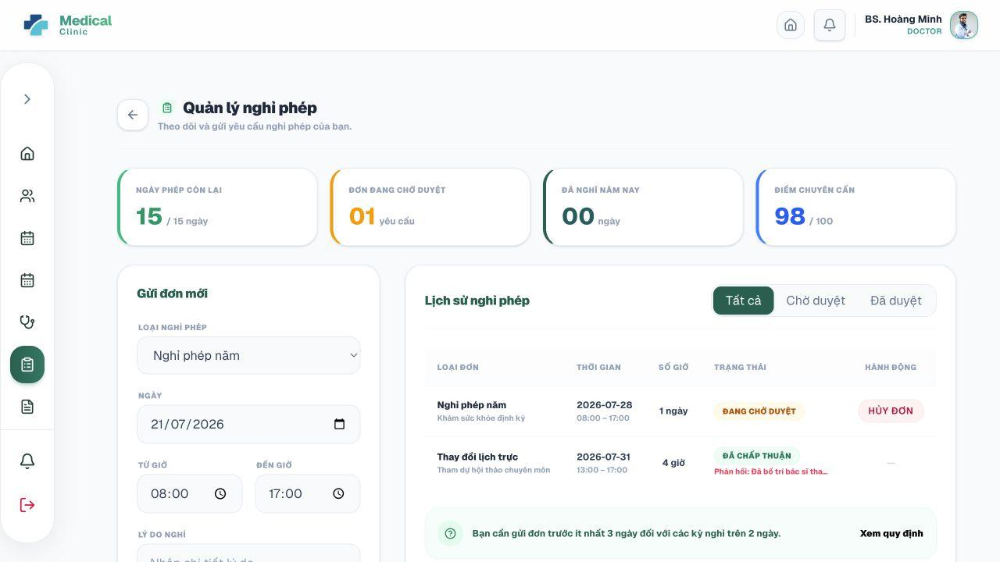 Medical
Clinic
BS. Hoàng Minh
DOCTOR
Quản lý nghỉ phép
Theo dõi và gửi yêu cầu nghỉ phép của bạn.
NGÀY PHÉP CÒN LẠI
15 / 15 ngày
ĐƠN ĐANG CHỜ DUYỆT
01 yêu cầu
ĐÃ NGHỈ NĂM NAY
00 ngày
ĐIỂM CHUYÊN CẦN
98 / 100
Gửi đơn mới
LOẠI NGHỈ PHÉP
Nghỉ phép năm
NGÀY
21/07/2026
TỪ GIỜ
ĐẾN GIỜ
08:00
17:00
LÝ DO NGHỈ
Nhập chi tiết lý do
Lịch sử nghỉ phép
Tất cả
Chờ duyệt
Đã duyệt
LOẠI ĐƠN THỜI GIAN SỐ GIỜ TRẠNG THÁI HÀNH ĐỘNG
Nghỉ phép năm 2026-07-28 1 ngày ĐANG CHỜ DUYỆT HỦY ĐƠN
Khám sức khỏe định kỳ 08:00 – 17:00
Thay đổi lịch trực 2026-07-31 4 giờ ĐÃ CHẤP THUẬN —
Tham dự hội thảo chuyên môn 13:00 – 17:00 Phản hồi: Đã bố trí bác sĩ tha...
Bạn cần gửi đơn trước ít nhất 3 ngày đối với các kỳ nghỉ trên 2 ngày.
Xem quy định